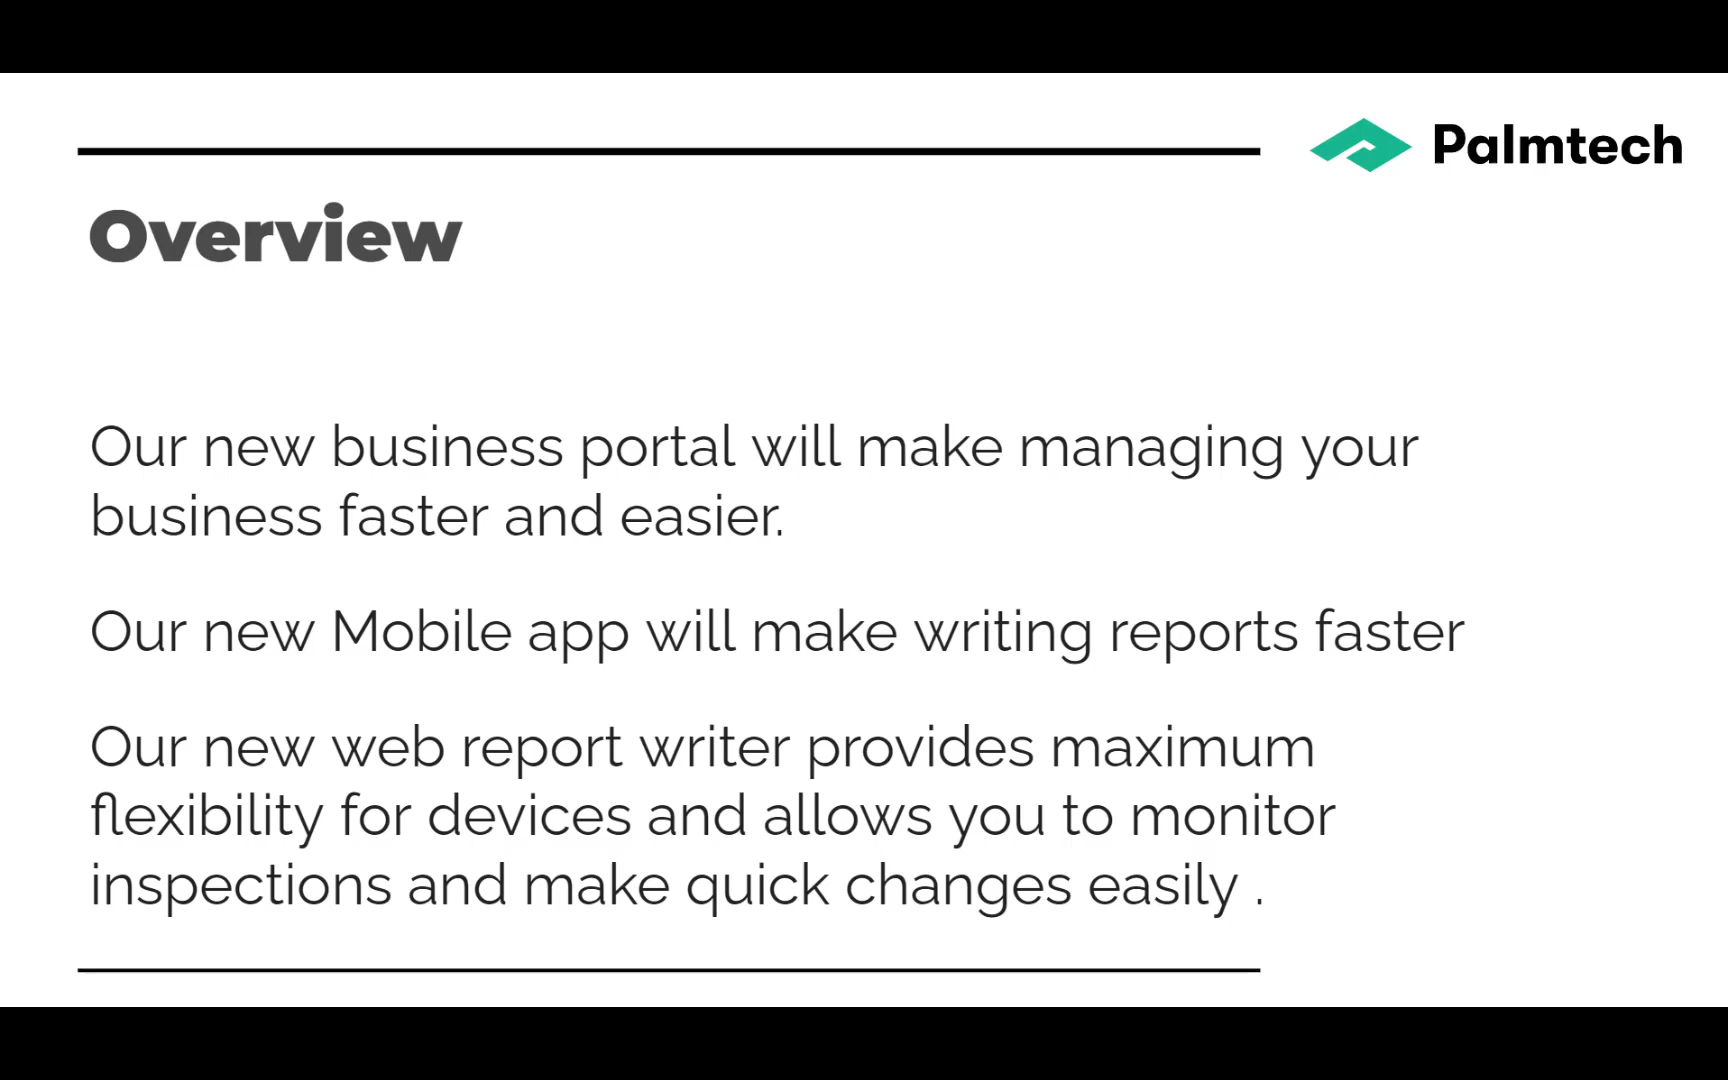 Palmtech
Overview
Our new business portal will make managing your
business faster and easier.
Our new Mobile app will make writing reports faster
Our new web report writer provides maximum
flexibility for devices and allows you to monitor
inspections and make quick changes easily .